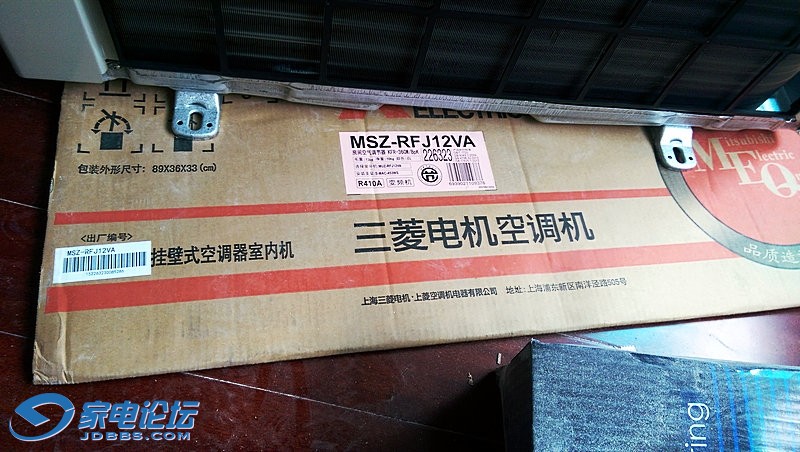 ELECTRIC
包装外形尺寸: 89X36X33(cm)
MSZ-RFJ12VA
226323
R410A
变频机
6939021109378
Mitsubishi
Electric
<出厂编号>
MSZ-RFJ12VA
挂壁式空调器室内机
三菱电机空调机
品质造
上海三菱电机·上菱空调机电器有限公司 地址: 上海浦东新区南洋泾路505号
ring
家电论坛
JDBBS.COM